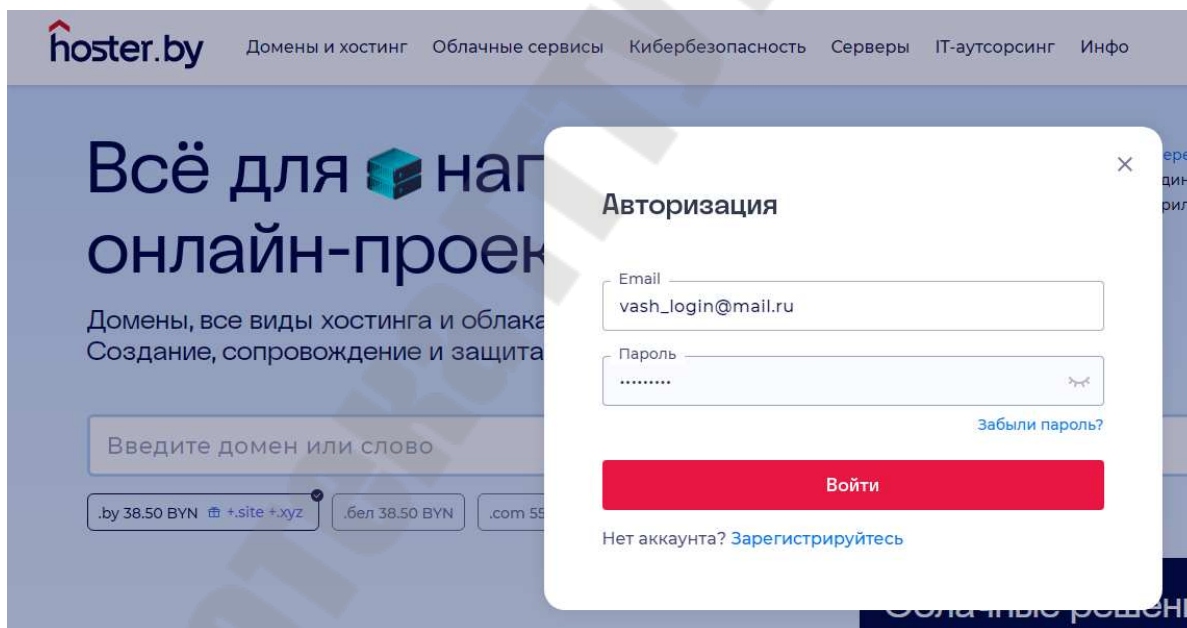 hoster.by
Домены и хостинг Облачные сервисы Кибербезопасность Серверы IT-аутсорсинг Инфо
Всё для
онлайн-
Домены, все виды хостинга и
Создание, сопровождение и защита
Введите домен или слово
.by 38.50 BYN +.site +.xyz .бел 38.50 BYN .com
Авторизация
Email
vash_login@mail.ru
Пароль
•••••••••
Забыли пароль?
Войти
Нет аккаунта? Зарегистрируйтесь